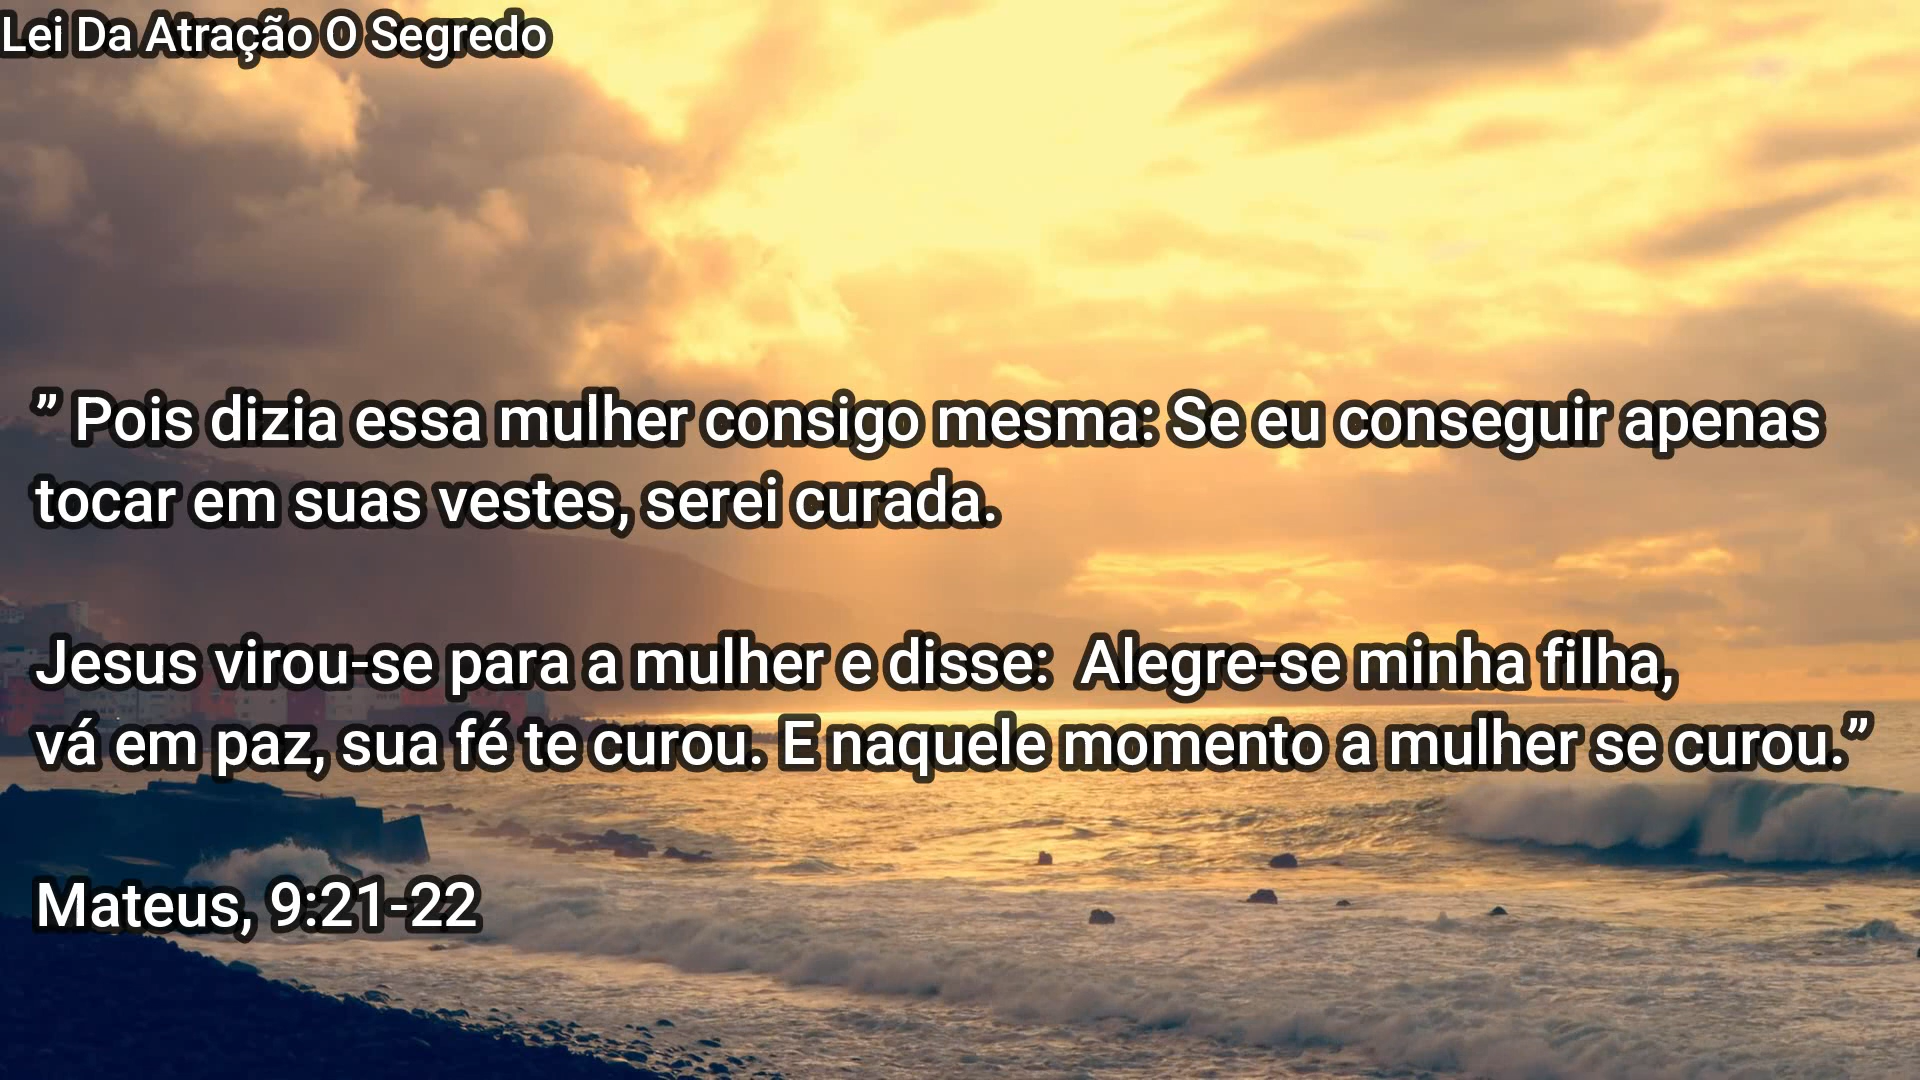 Lei Da Atração O Segredo
” Pois dizia essa mulher consigo mesma: Se eu conseguir apenas
tocar em suas vestes, serei curada.
Jesus virou-se para a mulher e disse:  Alegre-se minha filha,
vá em paz, sua fé te curou. E naquele momento a mulher se curou.”
Mateus, 9:21-22